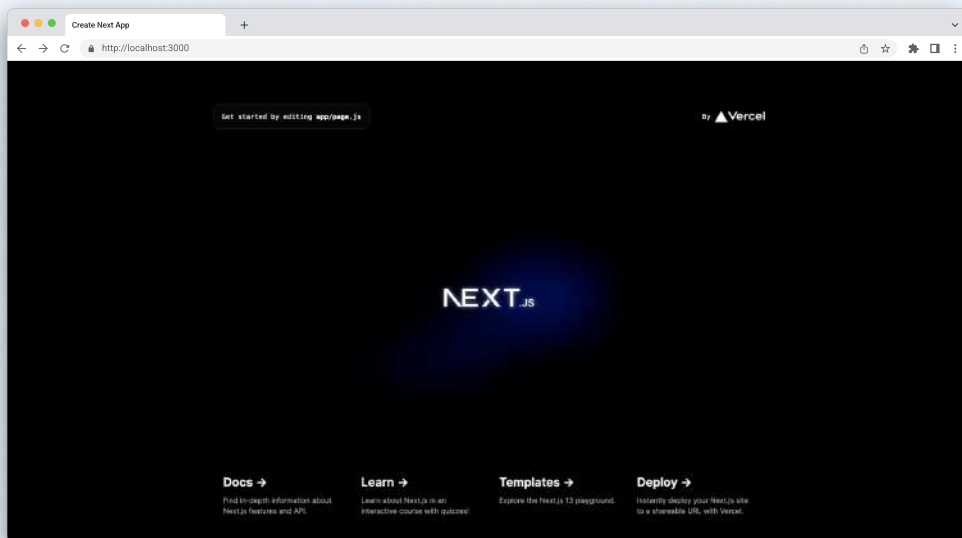 Create Next App
http://localhost:3000
Get started by editing app/page.js
By Vercel
NEXT.JS
Docs →
Find in-depth information about
Next.js features and API.
Learn →
Learn about Next.js in an
interactive course with quizzes!
Templates →
Explore the Next.js 13 playground.
Deploy →
Instantly deploy your Next.js site
to a shareable URL with Vercel.